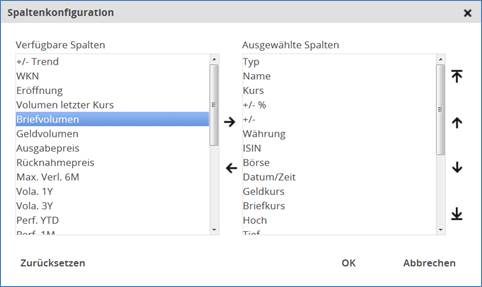 Spaltenkonfiguration
Verfügbare Spalten
+/- Trend
WKN
Eröffnung
Volumen letzter Kurs
Briefvolumen
Geldvolumen
Ausgabepreis
Rücknahmepreis
Max. Verl. 6M
Vola. 1Y
Vola. 3Y
Perf. YTD
Perf. 1M
Ausgewählte Spalten
Typ
Name
Kurs
+/- %
+/-
Währung
ISIN
Börse
Datum/Zeit
Geldkurs
Briefkurs
Hoch
Tief
Zurücksetzen
OK
Abbrechen